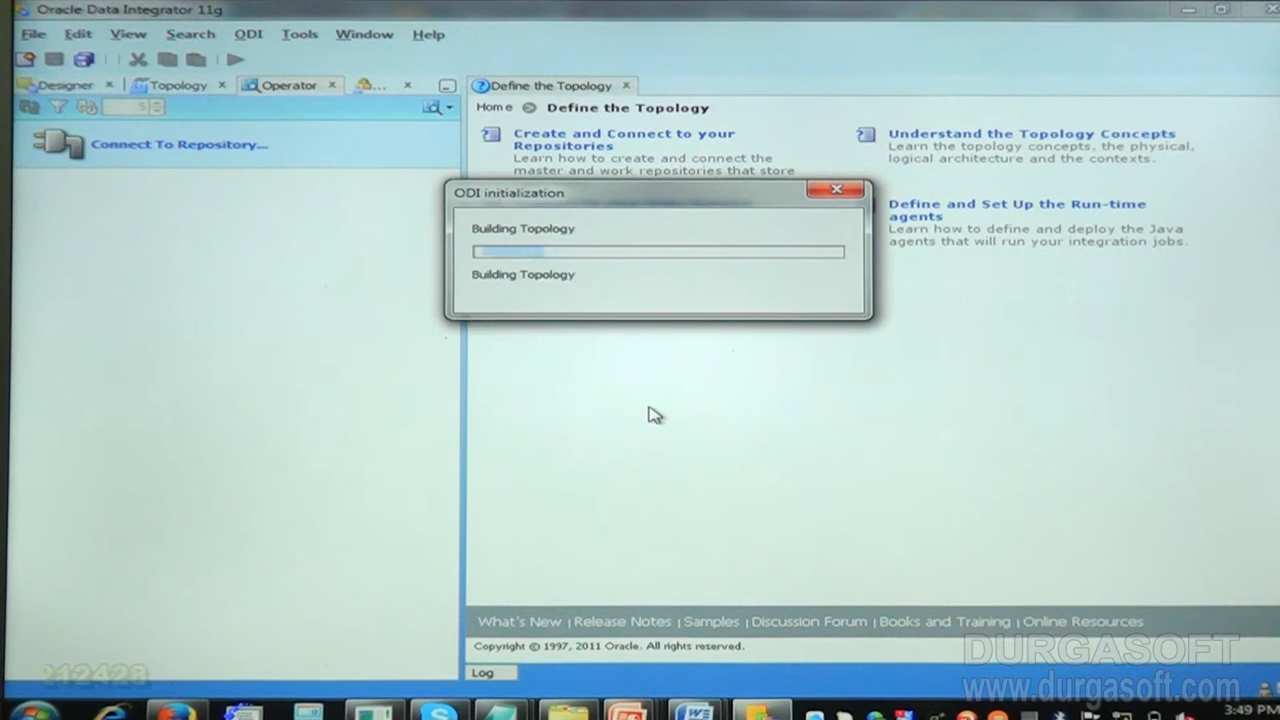 Oracle Data Integrator 11g
File Edit View Search ODI Tools Window Help
Designer Topology Operator ...
Define the Topology
5
Home Define the Topology
Connect To Repository...
Create and Connect to your
Repositories
Learn how to create and connect the
master and work repositories that store
Understand the Topology Concepts
Learn the topology concepts, the physical,
logical architecture and the contexts.
Define and Set Up the Run-time
agents
Learn how to define and deploy the Java
agents that will run your integration jobs.
ODI initialization
Building Topology
Building Topology
What's New | Release Notes | Samples | Discussion Forum | Books and Training | Online Resources
Copyright © 1997, 2011 Oracle. All rights reserved.
Log
DURGASOFT
www.durgasoft.com
3:49 PM